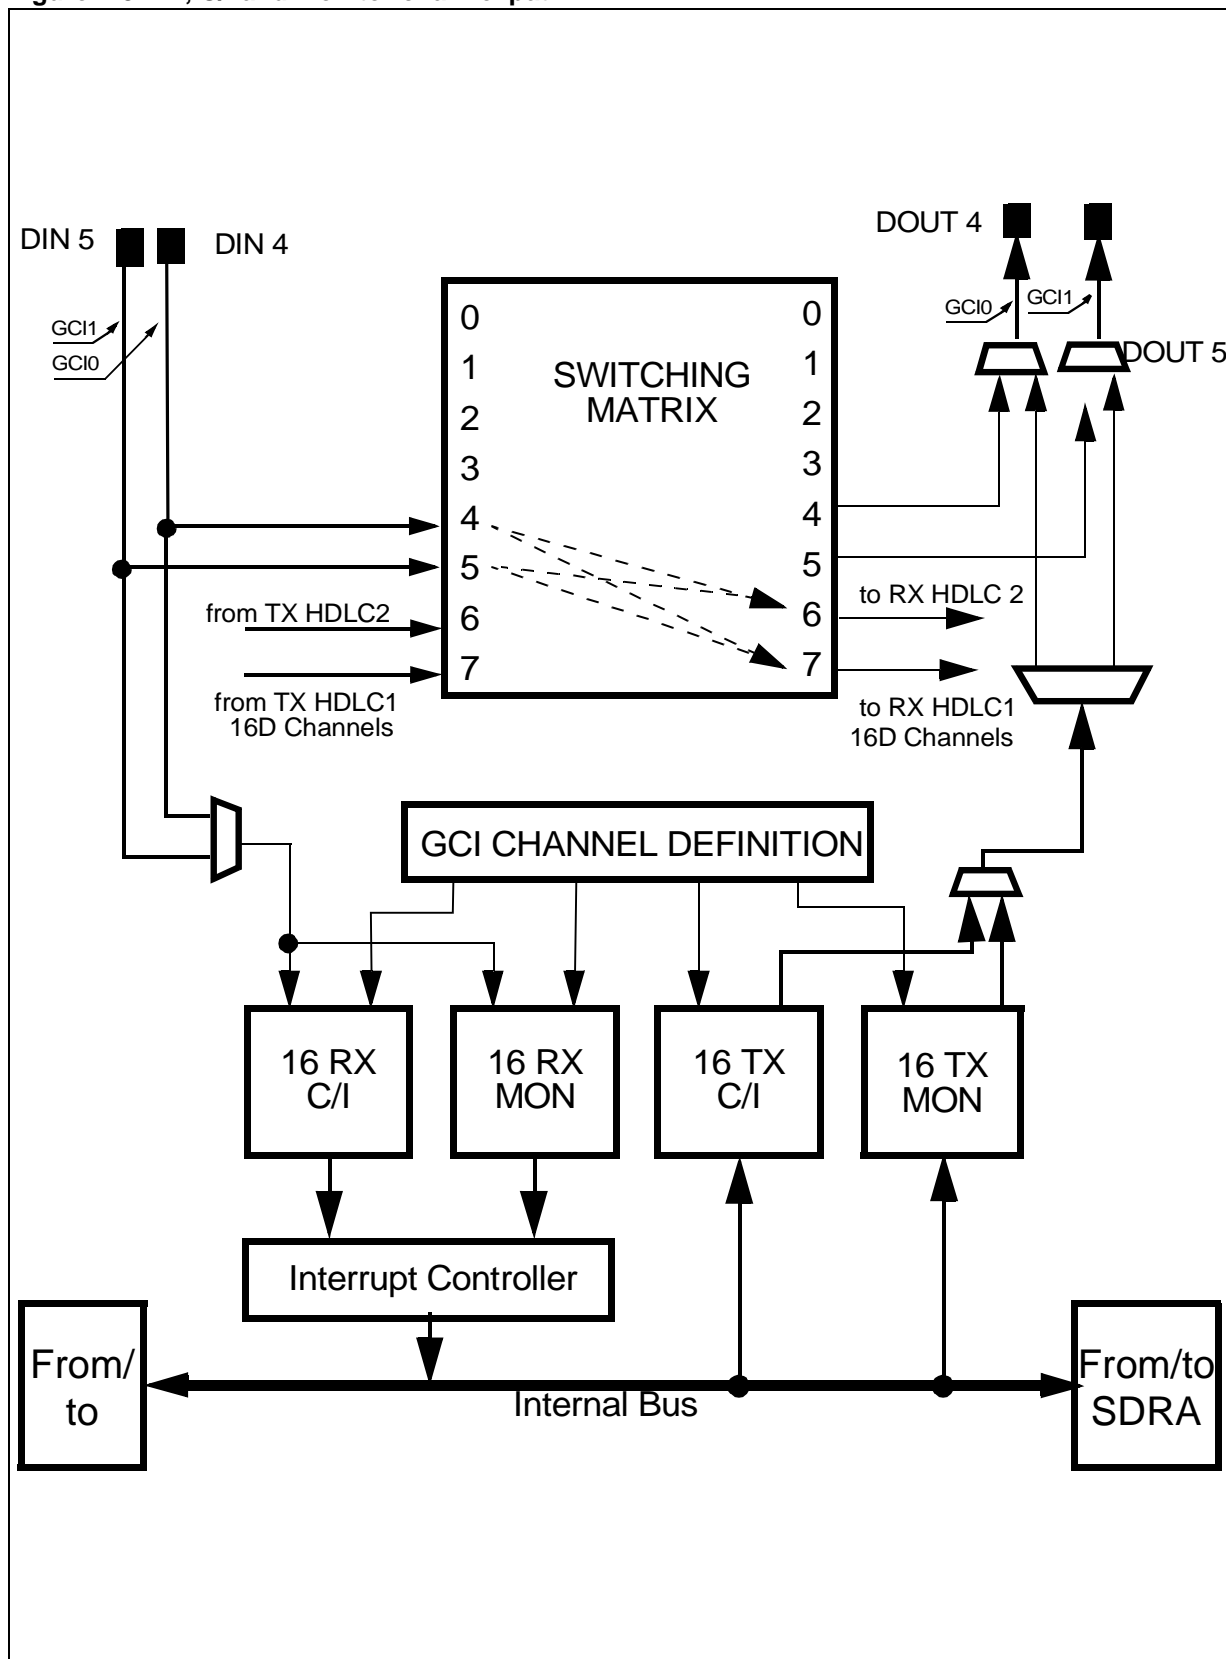 DIN 5
DIN 4
DOUT 4
GCI1
GCI0
GCI0
GCI1
DOUT 5
0
1
2
3
4
5
6
7
SWITCHING
MATRIX
0
1
2
3
4
5
6
7
from TX HDLC2
from TX HDLC1
16D Channels
to RX HDLC 2
to RX HDLC1
16D Channels
GCI CHANNEL DEFINITION
16 RX
C/I
16 RX
MON
16 TX
C/I
16 TX
MON
Interrupt Controller
From/
to
Internal Bus
From/to
SDRA